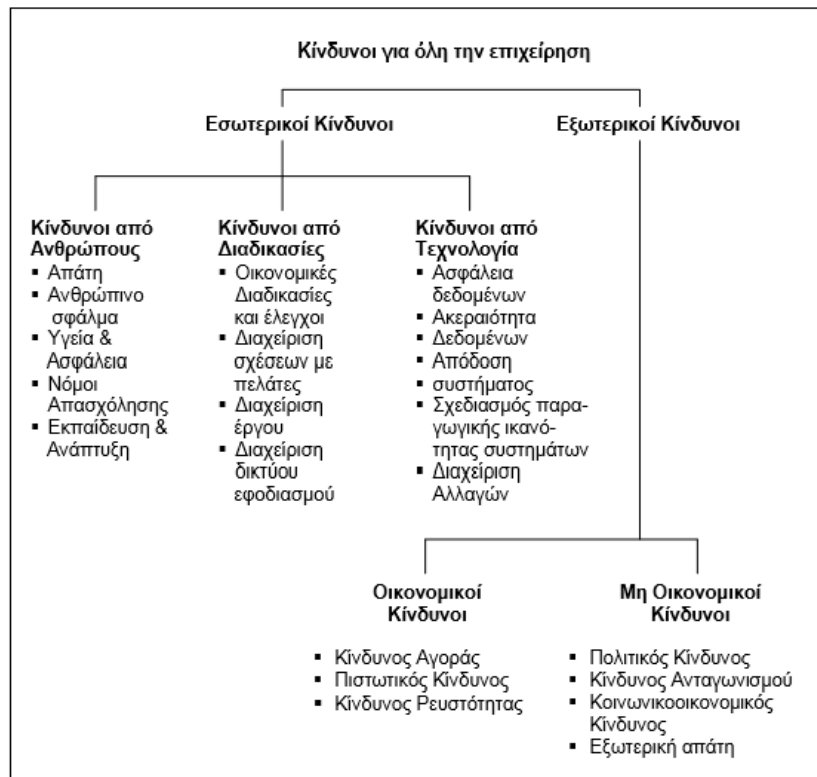 Κίνδυνοι για όλη την επιχείρηση
Εσωτερικοί Κίνδυνοι
Εξωτερικοί Κίνδυνοι
Κίνδυνοι από
Ανθρώπους
▪ Απάτη
▪ Ανθρώπινο
σφάλμα
▪ Υγεία &
Ασφάλεια
▪ Νόμοι
Απασχόλησης
▪ Εκπαίδευση &
Ανάπτυξη
Κίνδυνοι από
Διαδικασίες
▪ Οικονομικές
Διαδικασίες
και έλεγχοι
▪ Διαχείριση
σχέσεων με
πελάτες
▪ Διαχείριση
έργου
▪ Διαχείριση
δικτύου
εφοδιασμού
Κίνδυνοι από
Τεχνολογία
▪ Ασφάλεια
δεδομένων
▪ Ακεραιότητα
▪ Δεδομένων
▪ Απόδοση
▪ συστήματος
▪ Σχεδιασμός παρα-
γωγικής ικανό-
τητας συστημάτων
▪ Διαχείριση
Αλλαγών
Οικονομικοί
Κίνδυνοι
▪ Κίνδυνος Αγοράς
▪ Πιστωτικός Κίνδυνος
▪ Κίνδυνος Ρευστότητας
Μη Οικονομικοί
Κίνδυνοι
▪ Πολιτικός Κίνδυνος
▪ Κίνδυνος Ανταγωνισμού
▪ Κοινωνικοοικονομικός
Κίνδυνος
▪ Εξωτερική απάτη